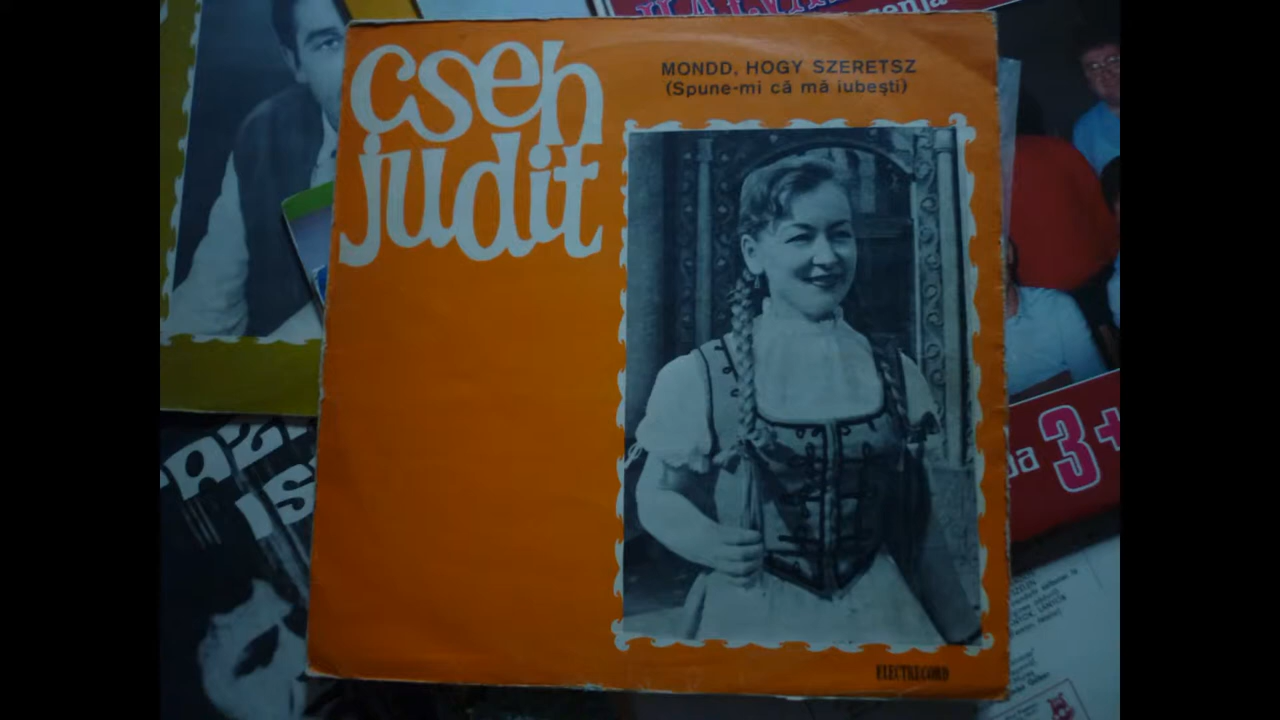 cseh
judit
MONDD, HOGY SZERETSZ
(Spune-mi că mă iubești)
ELECTRECORD
3+